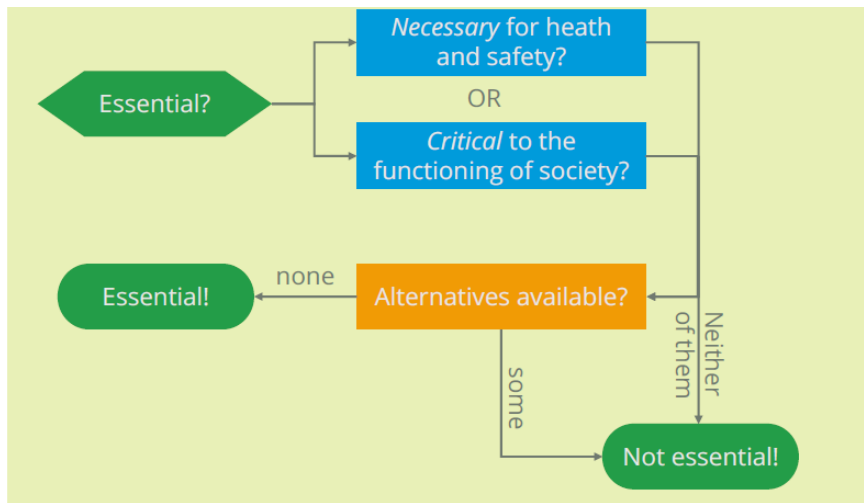 Necessary for heath
and safety?
Essential?
OR
Critical to the
functioning of society?
Essential!
none
Alternatives available?
some
Neither
of them
Not essential!